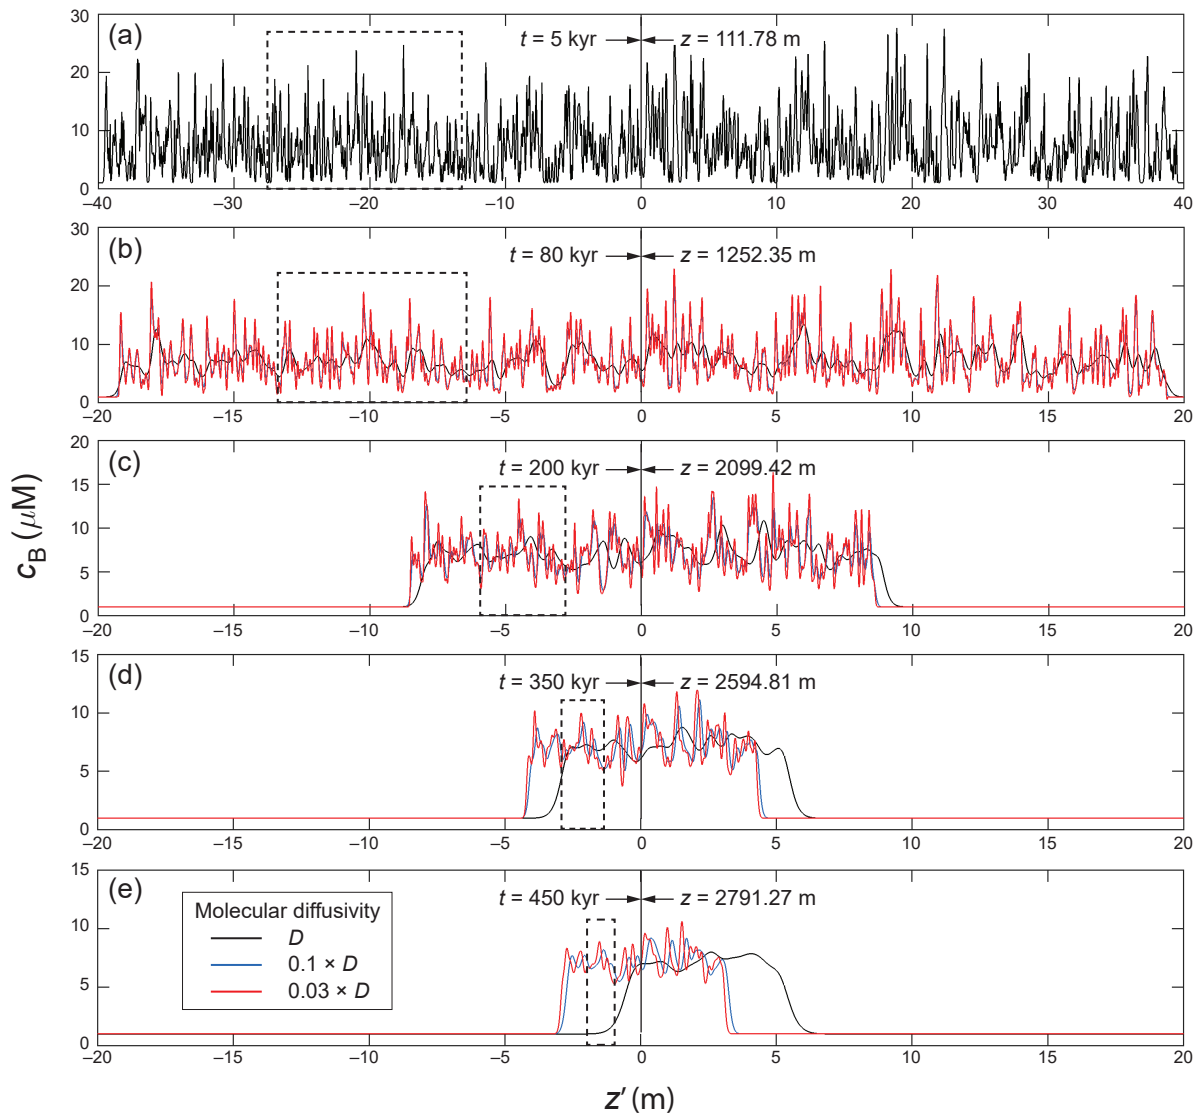 30
(a)
t = 5 kyr
z = 111.78 m
20
10
0
–40 –30 –20 –10 0 10 20 30 40
30
(b)
t = 80 kyr
z = 1252.35 m
20
10
0
–20 –15 –10 –5 0 5 10 15 20
20
(c)
t = 200 kyr
z = 2099.42 m
15
10
5
0
–20 –15 –10 –5 0 5 10 15 20
c_B (μM)
15
(d)
t = 350 kyr
z = 2594.81 m
10
5
0
–20 –15 –10 –5 0 5 10 15 20
15
(e)
t = 450 kyr
z = 2791.27 m
10
5
0
Molecular diffusivity
D
0.1 × D
0.03 × D
–20 –15 –10 –5 0 5 10 15 20
z′ (m)